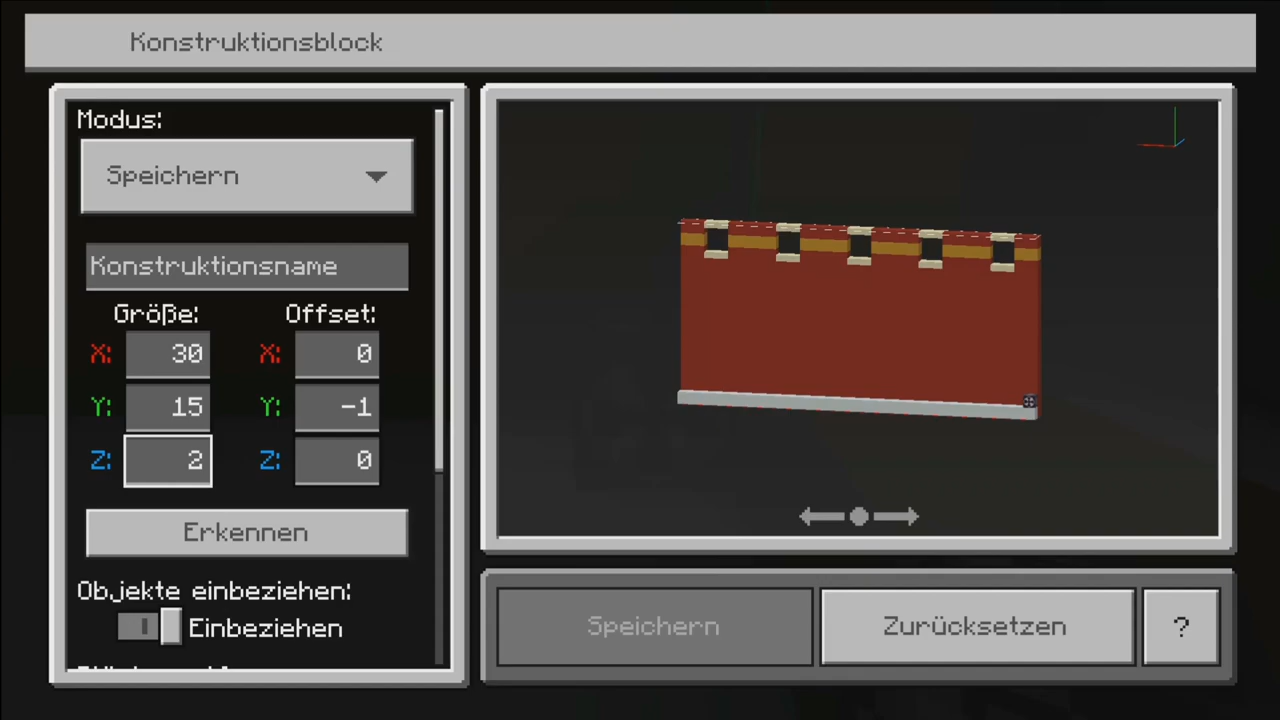 Konstruktionsblock
Modus:
Speichern
Konstruktionsname
Größe: Offset:
X: 30 X: 0
Y: 15 Y: -1
Z: 2 Z: 0
Erkennen
Objekte einbeziehen:
Einbeziehen
Speichern Zurücksetzen ?